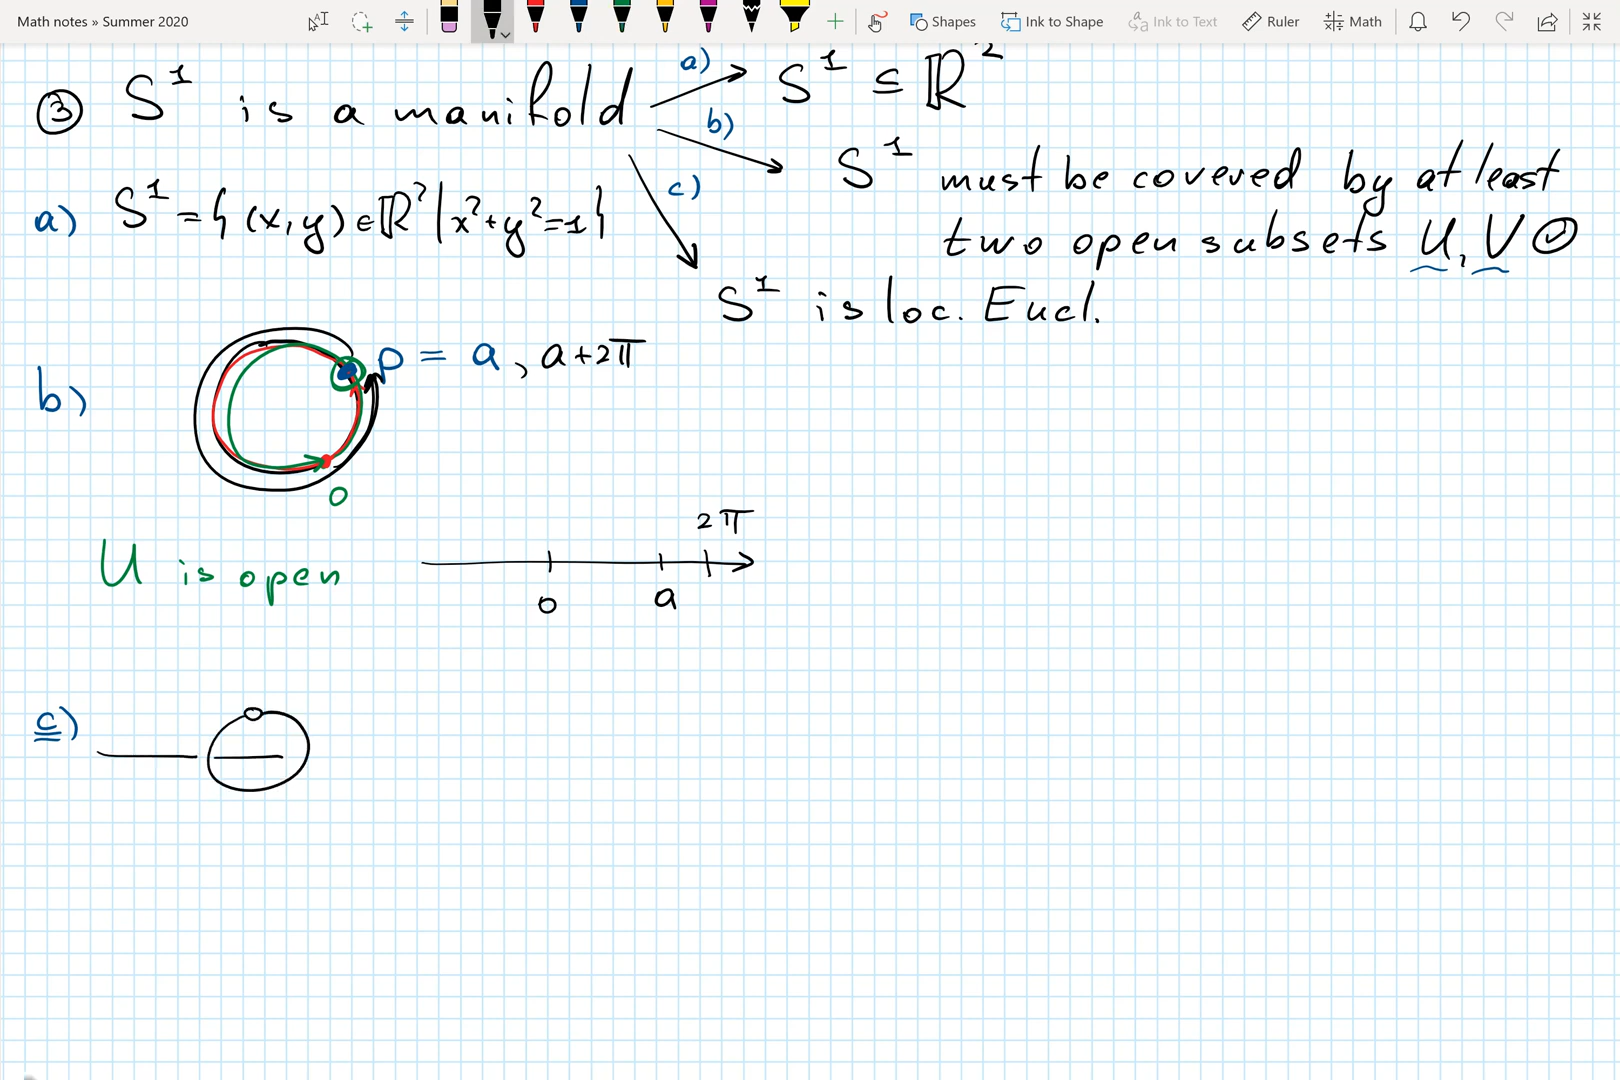 Math notes » Summer 2020
Shapes Ink to Shape Ink to Text Ruler Math
③ S¹ is a manifold a) S¹ ⊆ ℝ²
b) S¹ must be covered by at least
two open subsets U, V
c) S¹ is loc. Eucl.
a) S¹ = { (x,y) ∈ ℝ² | x² + y² = 1 }
b) p = a, a+2π
0
U is open
2π
0 a
c)